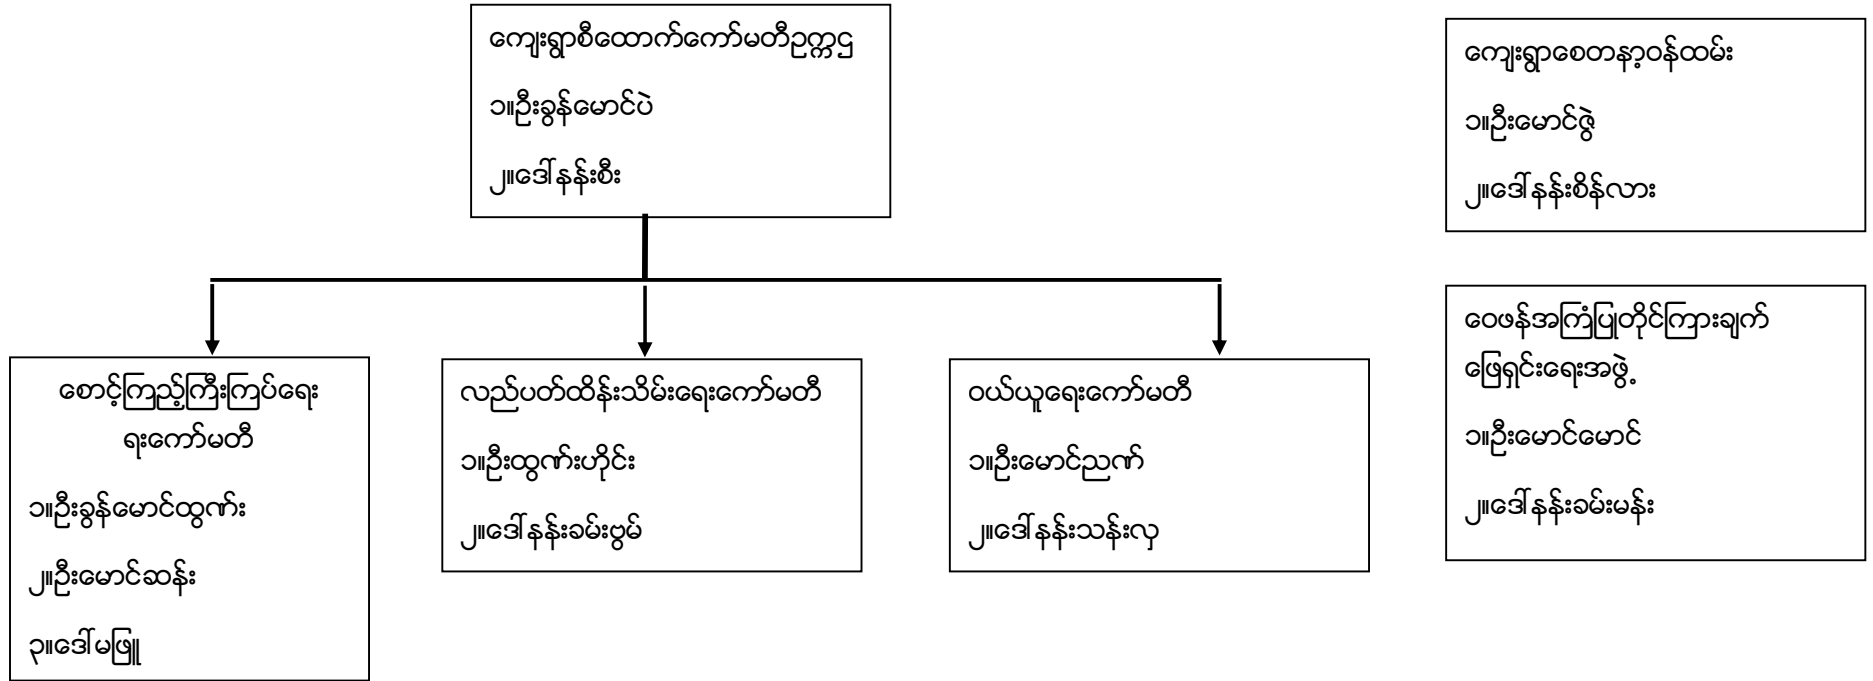 ကျေးရွာစီထောက်ကော်မတီဥက္ကဌ
၁။ဦးခွန်မောင်ပဲ
၂။ဒေါ်နန်းစီး
ကျေးရွာစေတနာ့ဝန်ထမ်း
၁။ဦးမောင်ဇွဲ
၂။ဒေါ်နန်းစိန်လား
စောင့်ကြည့်ကြီးကြပ်ရေး
ရးကော်မတီ
၁။ဦးခွန်မောင်ထွဏ်း
၂။ဦးမောင်ဆန်း
၃။ဒေါ်မဖြူ
လည်ပတ်ထိန်းသိမ်းရေးကော်မတီ
၁။ဦးထွဏ်းဟိုင်း
၂။ဒေါ်နန်းခမ်းဗွမ်
ဝယ်ယူရေးကော်မတီ
၁။ဦးမောင်ညဏ်
၂။ဒေါ်နန်းသန်းလှ
ဝေဖန်အကြံပြုတိုင်ကြားချက်
ဖြေရှင်းရေးအဖွဲ့
၁။ဦးမောင်မောင်
၂။ဒေါ်နန်းခမ်းမန်း